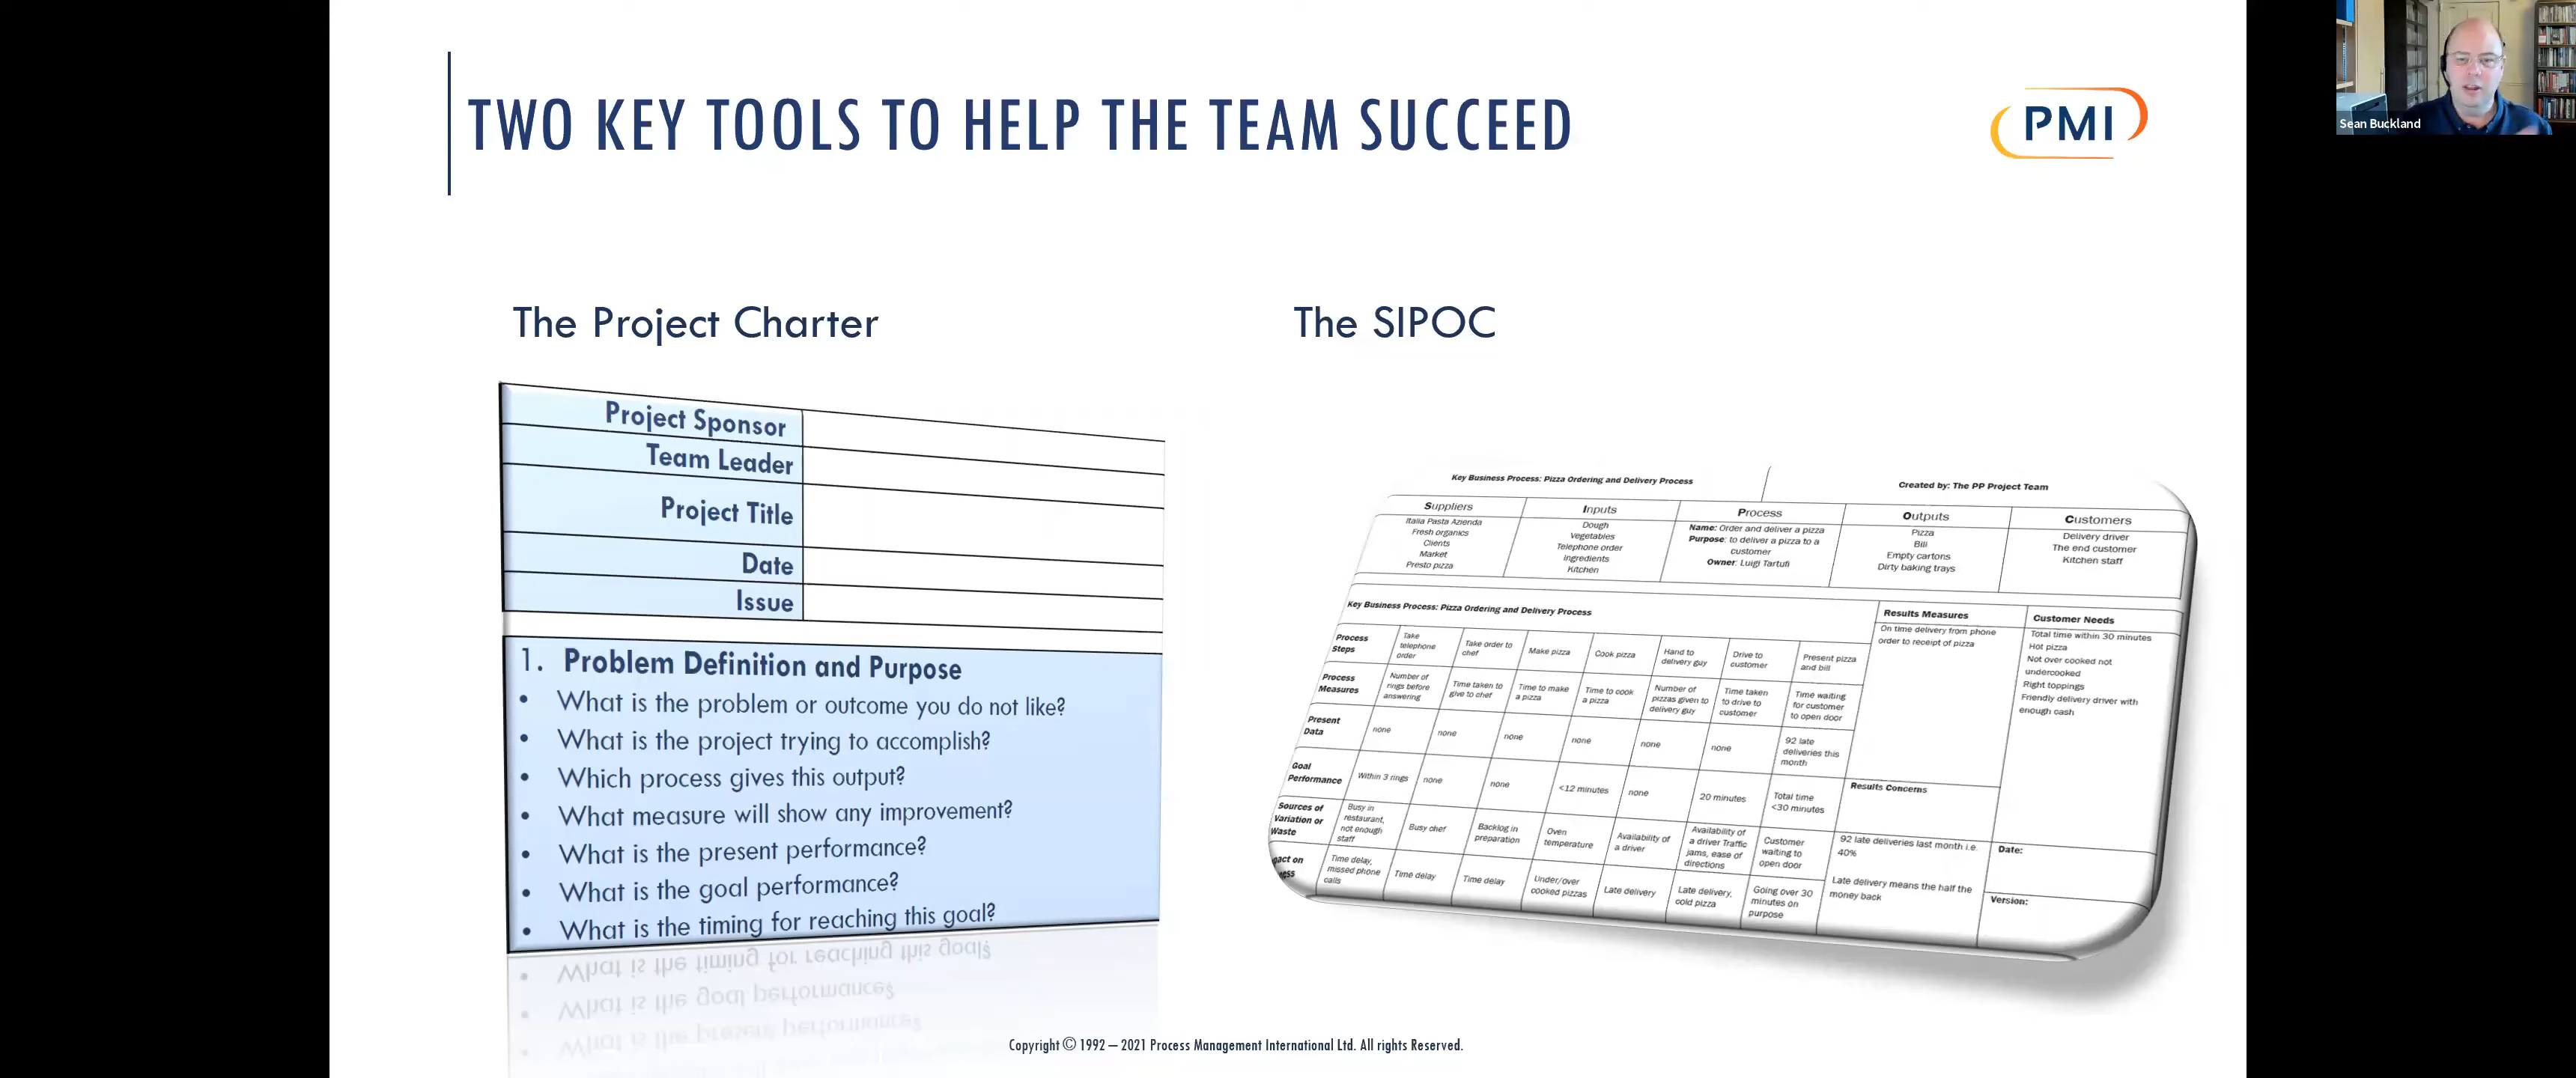 TWO KEY TOOLS TO HELP THE TEAM SUCCEED
PMI
Sean Buckland
The Project Charter
Project Sponsor
Team Leader
Project Title
Date
Issue
1. Problem Definition and Purpose
• What is the problem or outcome you do not like?
• What is the project trying to accomplish?
• Which process gives this output?
• What measure will show any improvement?
• What is the present performance?
• What is the goal performance?
• What is the timing for reaching this goal?
The SIPOC
Key Business Process: Pizza Ordering and Delivery Process
Created by: The PP Project Team
Suppliers
Italia Pasta Azienda
Fresh organics
Clients
Market
Presto pizza
Inputs
Dough
Vegetables
Telephone order
Ingredients
Kitchen
Process
Name: Order and deliver a pizza
Purpose: to deliver a pizza to a
customer
Owner: Luigi Tartufi
Outputs
Pizza
Bill
Empty cartons
Dirty baking trays
Customers
Delivery driver
The end customer
Kitchen staff
Key Business Process: Pizza Ordering and Delivery Process
Process
Steps
Take
telephone
order
Take order to
chef
Make pizza
Cook pizza
Hand to
delivery guy
Drive to
customer
Present pizza
and bill
Process
Measures
Number of
rings before
answering
Time taken to
give to chef
Time to make
a pizza
Time to cook
a pizza
Number of
pizzas given to
delivery guy
Time taken
to drive to
customer
Time waiting
for customer
to open door
Present
Data
none
none
none
none
none
none
92 late
deliveries this
month
Goal
Performance
Within 3 rings
none
none
<12 minutes
none
20 minutes
Total time
<30 minutes
Sources of
Variation or
Waste
Busy in
restaurant,
not enough
staff
Busy chef
Backlog in
preparation
Oven
temperature
Availability of
a driver
Availability of
a driver Traffic
jams, ease of
directions
Customer
waiting to
open door
pact on
Time delay,
missed phone
calls
Time delay
Time delay
Under/over
cooked pizzas
Late delivery
Late delivery,
cold pizza
Going over 30
minutes on
purpose
Results Measures
On time delivery from phone
order to receipt of pizza
Results Concerns
92 late deliveries last month i.e.
40%
Late delivery means the half the
money back
Customer Needs
Total time within 30 minutes
Hot pizza
Not over cooked not
undercooked
Right toppings
Friendly delivery driver with
enough cash
Date:
Version:
Copyright © 1992 – 2021 Process Management International Ltd. All rights Reserved.